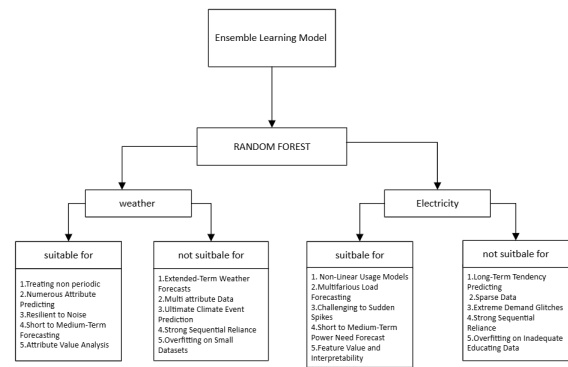 Ensemble Learning Model
RANDOM FOREST
weather
Electricity
suitable for
1.Treating non periodic
2.Numerous Attribute
Predicting
3.Resilient to Noise
4.Short to Medium-Term
Forecasting
5.Attribute Value Analysis
not suitbale for
1.Extended-Term Weather
Forecasts
2.Multi attribute Data
3.Ultimate Climate Event
Prediction
4.Strong Sequential Reliance
5.Overfitting on Small
Datasets
suitbale for
1. Non-Linear Usage Models
2.Multifarious Load
Forecasting
3.Challenging to Sudden
Spikes
4.Short to Medium-Term
Power Need Forecast
5.Feature Value and
Interpretability
not suitbale for
1.Long-Term Tendency
Predicting
2.Sparse Data
3.Extreme Demand Glitches
4.Strong Sequential
Reliance
5.Overfitting on Inadequate
Educating Data